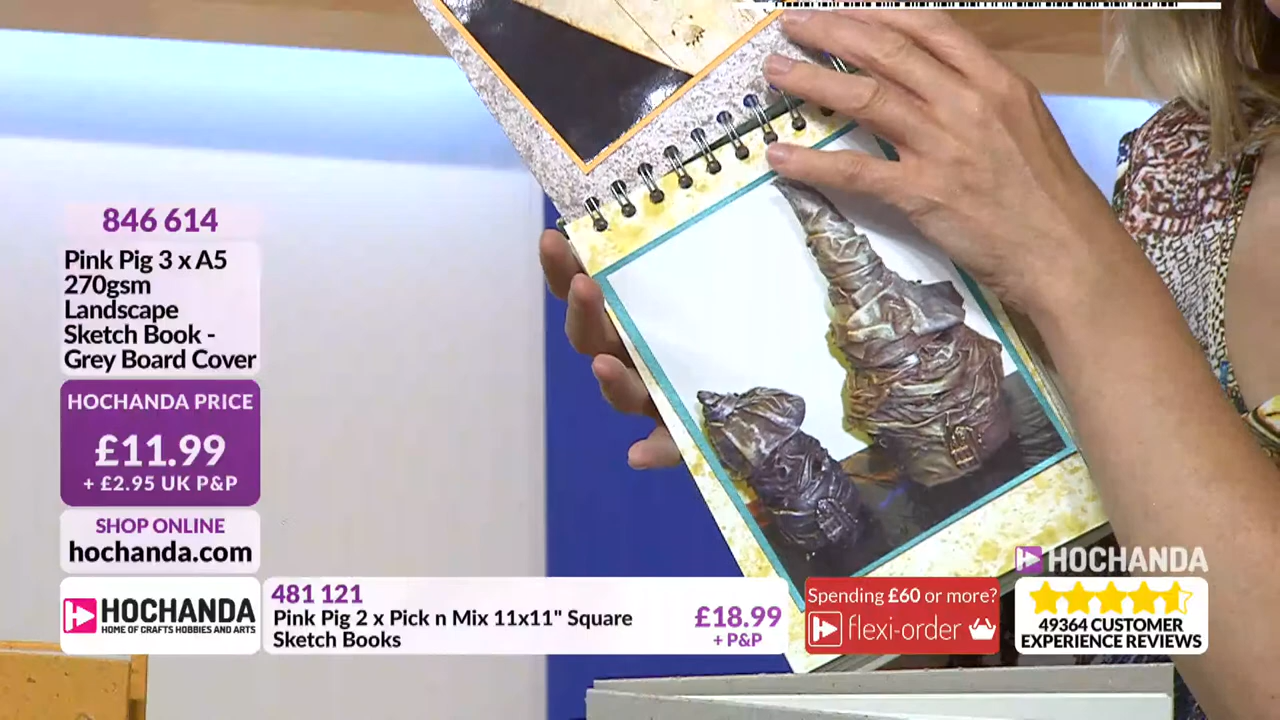 846 614
Pink Pig 3 x A5
270gsm
Landscape
Sketch Book -
Grey Board Cover
HOCHANDA PRICE
£11.99
+ £2.95 UK P&P
SHOP ONLINE
hochanda.com
HOCHANDA
HOME OF CRAFTS HOBBIES AND ARTS
481 121
Pink Pig 2 x Pick n Mix 11x11" Square
Sketch Books
£18.99
+ P&P
Spending £60 or more?
flexi-order
HOCHANDA
49364 CUSTOMER
EXPERIENCE REVIEWS